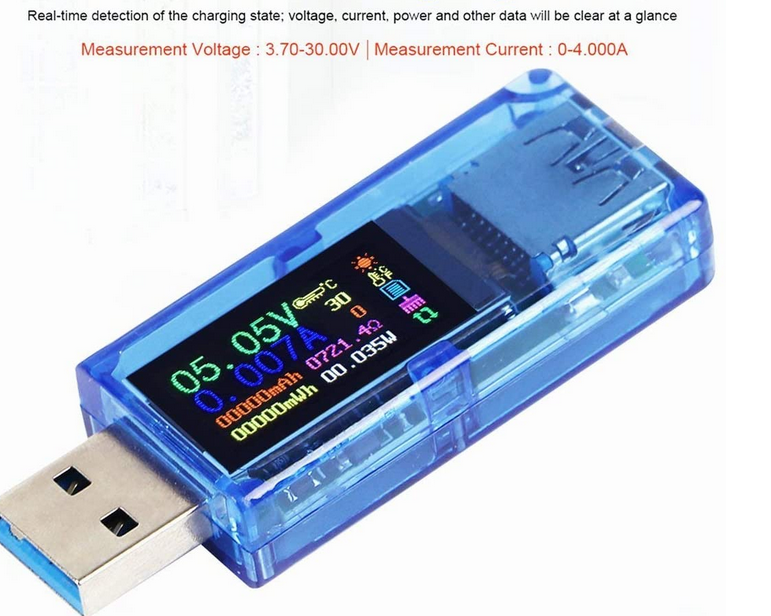 Real-time detection of the charging state; voltage, current, power and other data will be clear at a glance
Measurement Voltage : 3.70-30.00V | Measurement Current : 0-4.000A
05.05V
°C
30
°C
°F
0.007A
0
00000mAh
0721.4Ω
00000mWh
00.035W